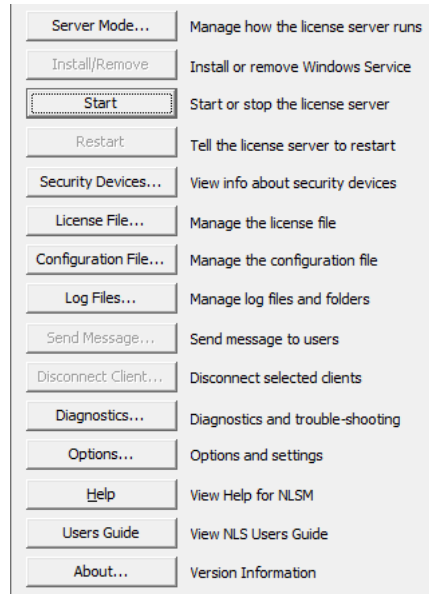 Server Mode... Manage how the license server runs
Install/Remove Install or remove Windows Service
Start Start or stop the license server
Restart Tell the license server to restart
Security Devices... View info about security devices
License File... Manage the license file
Configuration File... Manage the configuration file
Log Files... Manage log files and folders
Send Message... Send message to users
Disconnect Client... Disconnect selected clients
Diagnostics... Diagnostics and trouble-shooting
Options... Options and settings
Help View Help for NLSM
Users Guide View NLS Users Guide
About... Version Information